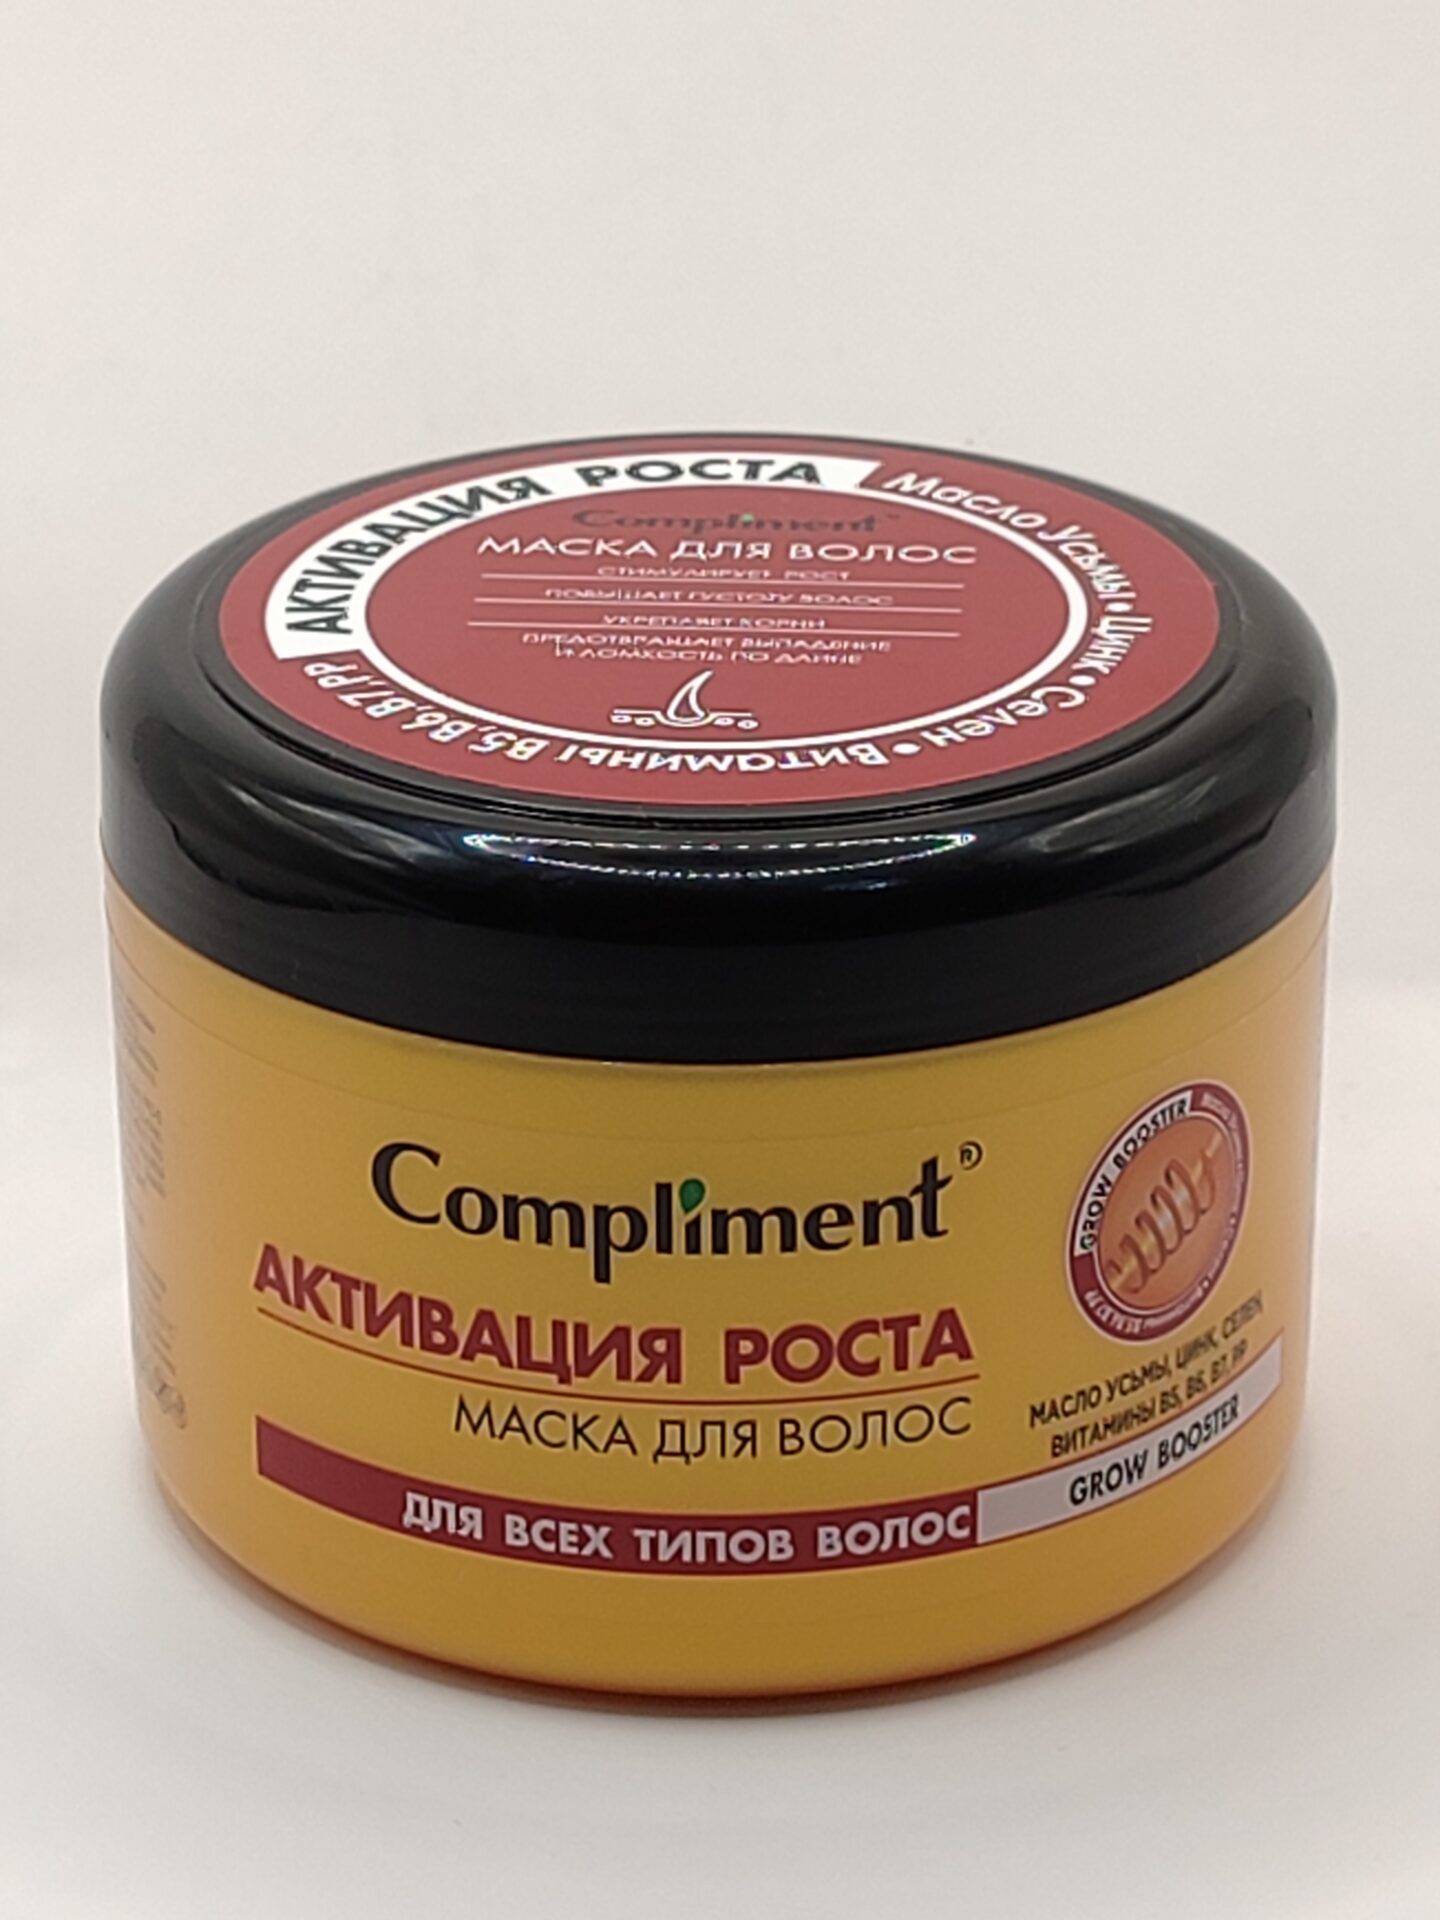 АКТИВАЦИЯ РОСТА
Масло Усьмы • Цинк • Селен • Витамины B5, B6, B7, PP
Compliment
МАСКА ДЛЯ ВОЛОС
СТИМУЛИРУЕТ РОСТ
ПОВЫШАЕТ ГУСТОТУ ВОЛОС
УКРЕПЛЯЕТ КОРНИ
ПРЕДОТВРАЩАЕТ ВЫПАДЕНИЕ
И ЛОМКОСТЬ ПО ДЛИНЕ
Compliment®
АКТИВАЦИЯ РОСТА
МАСКА ДЛЯ ВОЛОС
ДЛЯ ВСЕХ ТИПОВ ВОЛОС
GROW BOOSTER
МАСЛО УСЬМЫ, ЦИНК, СЕЛЕН,
ВИТАМИНЫ B5, B6, B7, PP
GROW BOOSTER